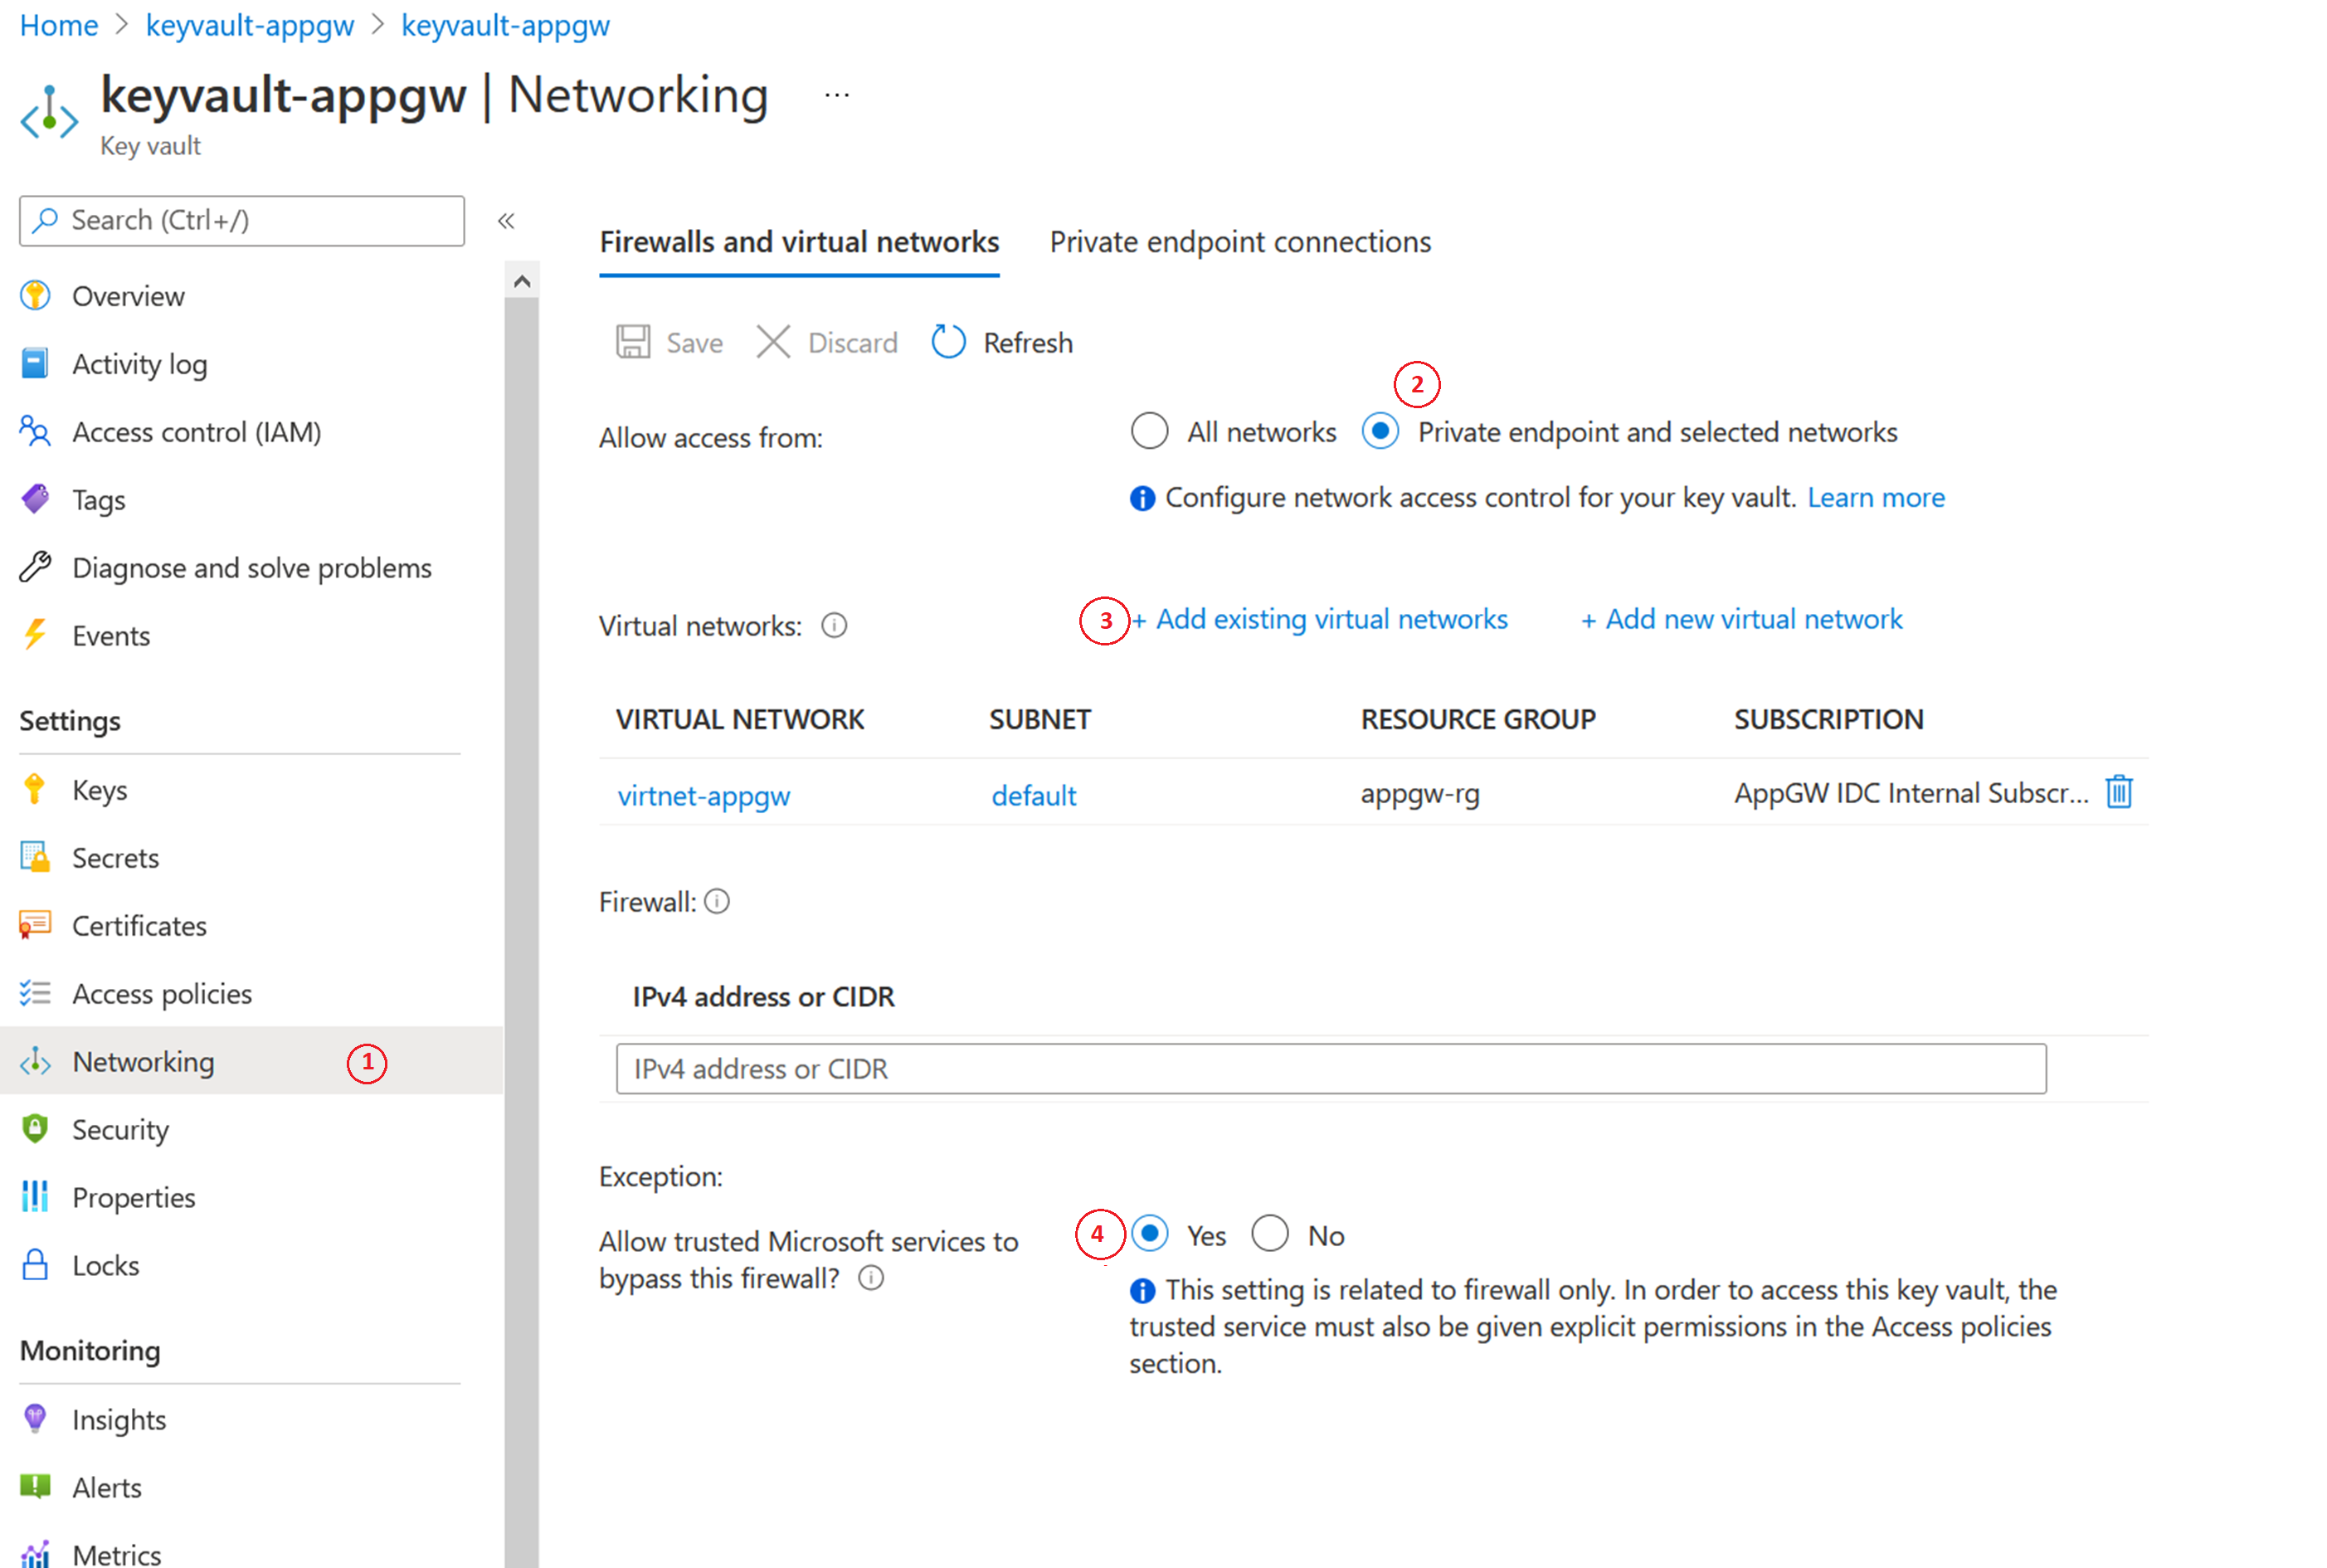 Home > keyvault-appgw > keyvault-appgw
keyvault-appgw | Networking ...
Key vault
Search (Ctrl+/) «
Overview
Activity log
Access control (IAM)
Tags
Diagnose and solve problems
Events
Settings
Keys
Secrets
Certificates
Access policies
Networking 1
Security
Properties
Locks
Monitoring
Insights
Alerts
Metrics
Firewalls and virtual networks Private endpoint connections
Save Discard Refresh
2
Allow access from: All networks Private endpoint and selected networks
Configure network access control for your key vault. Learn more
Virtual networks: 3 + Add existing virtual networks + Add new virtual network
VIRTUAL NETWORK SUBNET RESOURCE GROUP SUBSCRIPTION
virtnet-appgw default appgw-rg AppGW IDC Internal Subscr...
Firewall:
IPv4 address or CIDR
IPv4 address or CIDR
Exception:
Allow trusted Microsoft services to
bypass this firewall?
4 Yes No
This setting is related to firewall only. In order to access this key vault, the
trusted service must also be given explicit permissions in the Access policies
section.